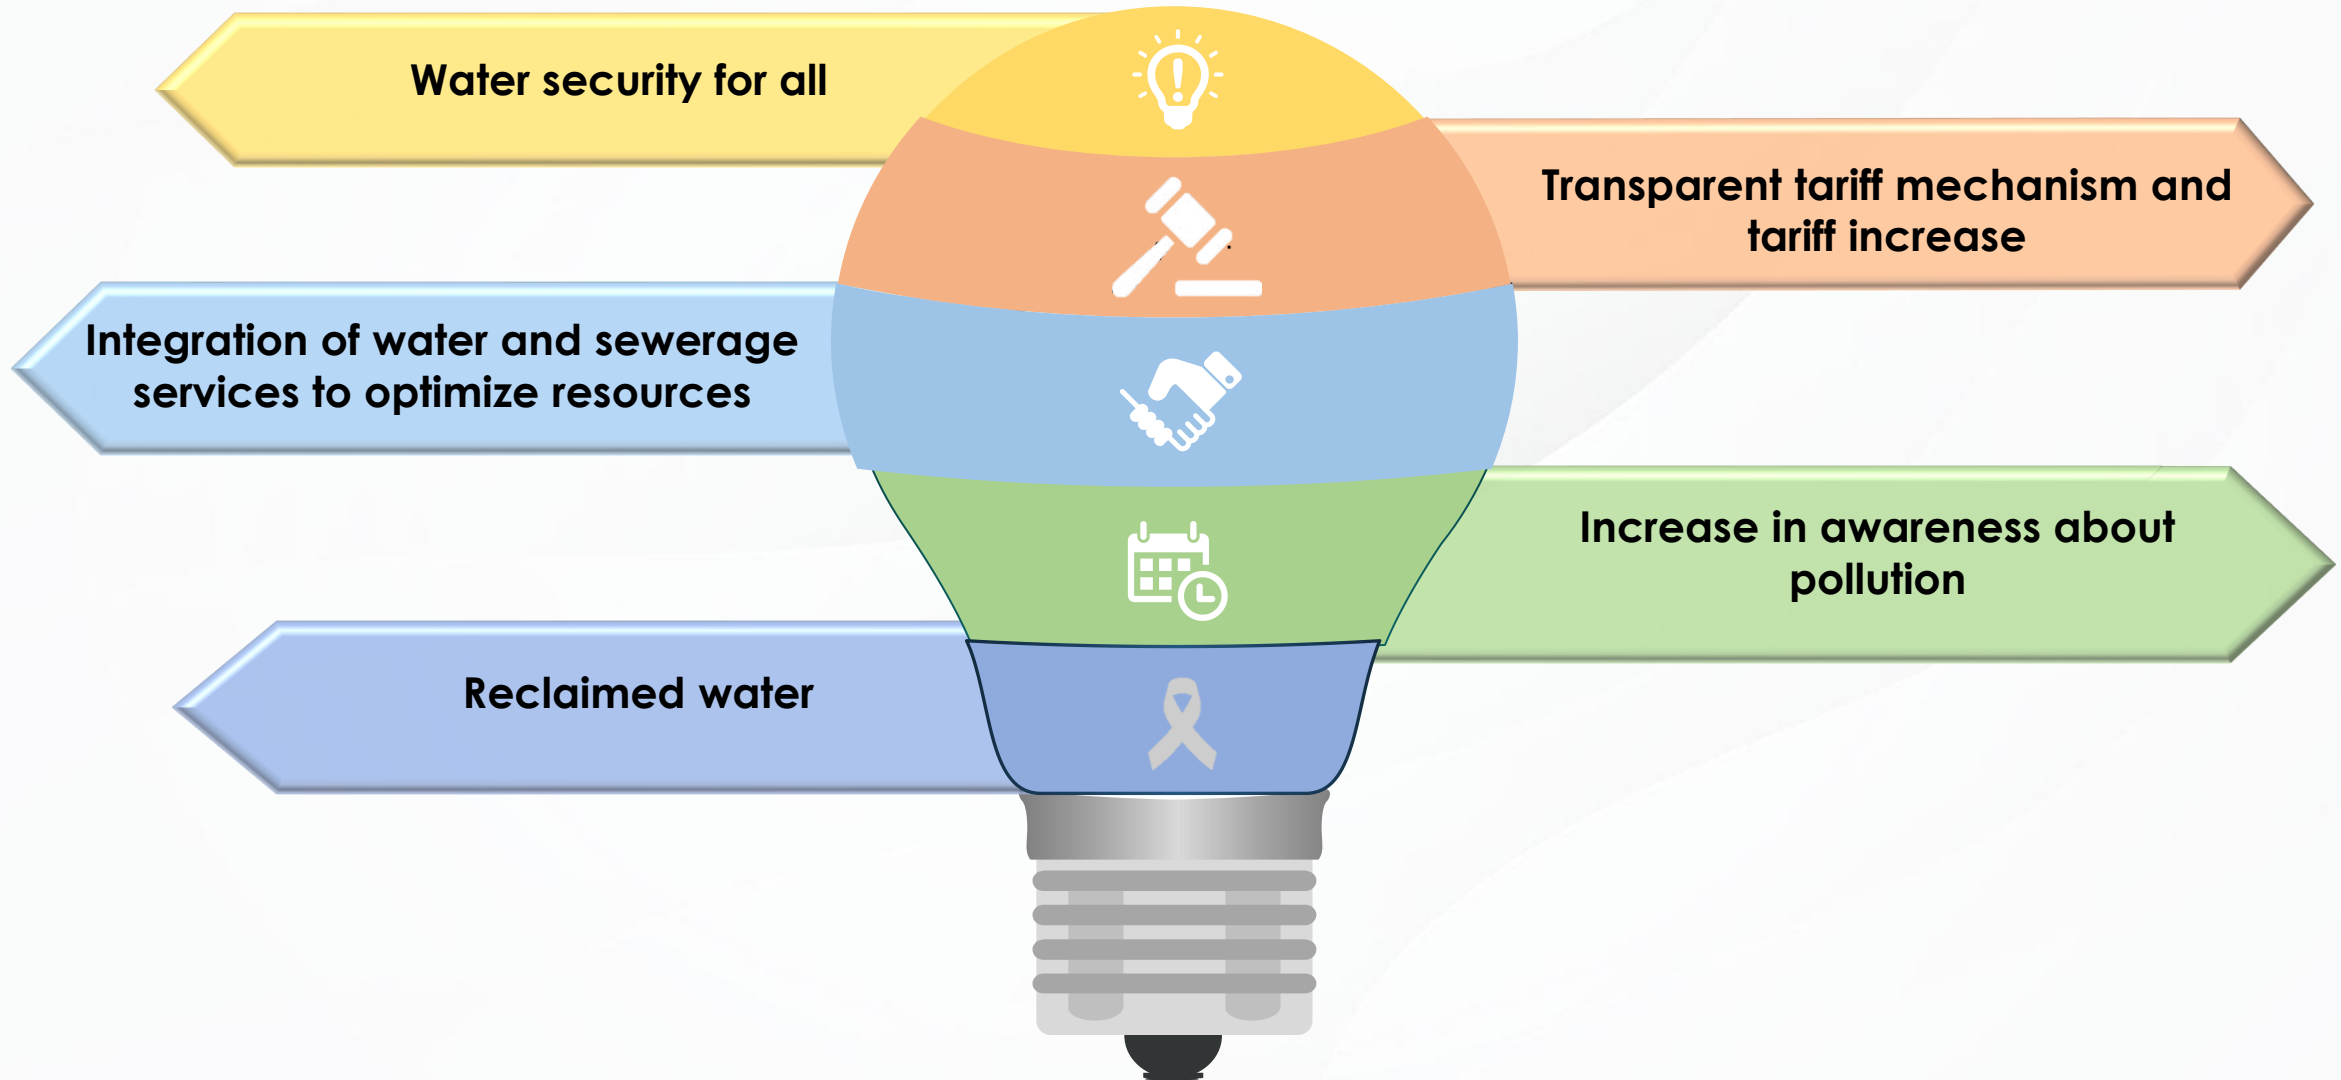 Water security for all
Transparent tariff mechanism and
tariff increase
Integration of water and sewerage
services to optimize resources
Increase in awareness about
pollution
Reclaimed water